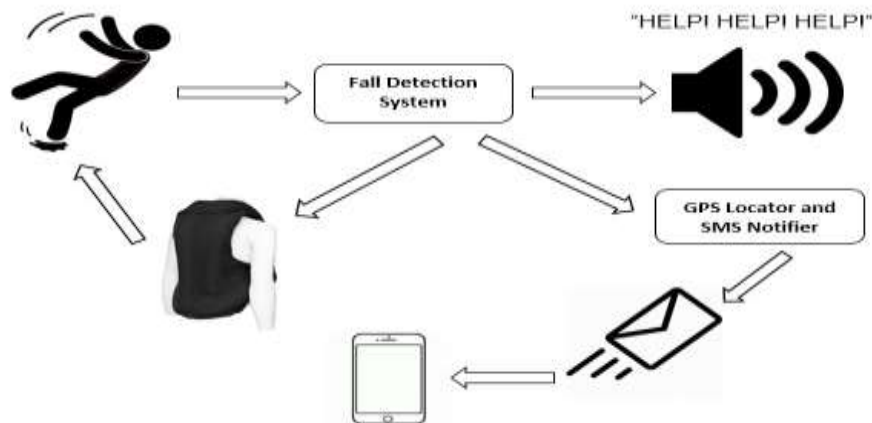 "HELP! HELP! HELP!"
Fall Detection
System
GPS Locator and
SMS Notifier